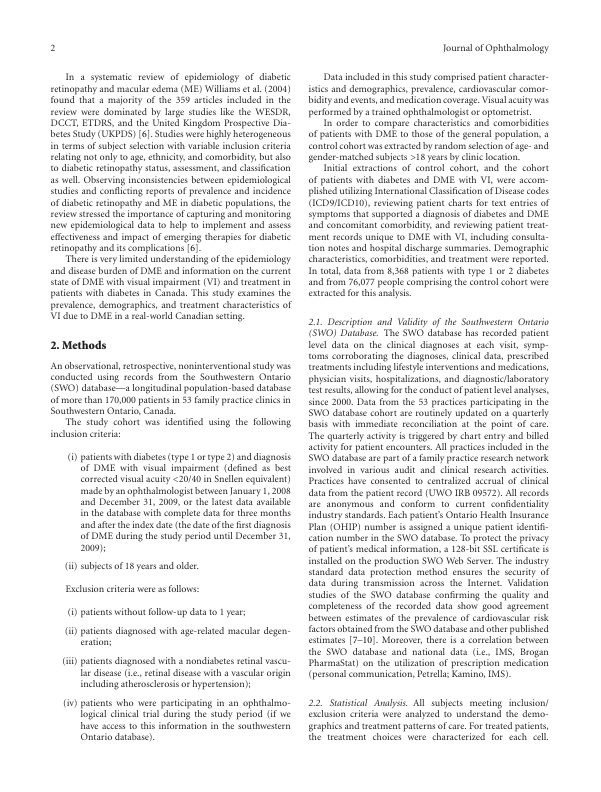 2
Journal of Ophthalmology
In a systematic review of epidemiology of diabetic
retinopathy and macular edema (ME) Williams et al. (2004)
found that a majority of the 359 articles included in the
review were dominated by large studies like the WESDR,
DCCT, ETDRS, and the United Kingdom Prospective Dia-
betes Study (UKPDS) [6]. Studies were highly heterogeneous
in terms of subject selection with variable inclusion criteria
relating not only to age, ethnicity, and comorbidity, but also
to diabetic retinopathy status, assessment, and classification
as well. Observing inconsistencies between epidemiological
studies and conflicting reports of prevalence and incidence
of diabetic retinopathy and ME in diabetic populations, the
review stressed the importance of capturing and monitoring
new epidemiological data to help to implement and assess
effectiveness and impact of emerging therapies for diabetic
retinopathy and its complications [6].
There is very limited understanding of the epidemiology
and disease burden of DME and information on the current
state of DME with visual impairment (VI) and treatment in
patients with diabetes in Canada. This study examines the
prevalence, demographics, and treatment characteristics of
VI due to DME in a real-world Canadian setting.
2. Methods
An observational, retrospective, noninterventional study was
conducted using records from the Southwestern Ontario
(SWO) database—a longitudinal population-based database
of more than 170,000 patients in 53 family practice clinics in
Southwestern Ontario, Canada.
The study cohort was identified using the following
inclusion criteria:
(i) patients with diabetes (type 1 or type 2) and diagnosis
of DME with visual impairment (defined as best
corrected visual acuity <20/40 in Snellen equivalent)
made by an ophthalmologist between January 1, 2008
and December 31, 2009, or the latest data available
in the database with complete data for three months
and after the index date (the date of the first diagnosis
of DME during the study period until December 31,
2009);
(ii) subjects of 18 years and older.
Exclusion criteria were as follows:
(i) patients without follow-up data to 1 year;
(ii) patients diagnosed with age-related macular degen-
eration;
(iii) patients diagnosed with a nondiabetes retinal vascu-
lar disease (i.e., retinal disease with a vascular origin
including atherosclerosis or hypertension);
(iv) patients who were participating in an ophthalmo-
logical clinical trial during the study period (if we
have access to this information in the southwestern
Ontario database).
Data included in this study comprised patient character-
istics and demographics, prevalence, cardiovascular comor-
bidity and events, and medication coverage. Visual acuity was
performed by a trained ophthalmologist or optometrist.
In order to compare characteristics and comorbidities
of patients with DME to those of the general population, a
control cohort was extracted by random selection of age- and
gender-matched subjects >18 years by clinic location.
Initial extractions of control cohort, and the cohort
of patients with diabetes and DME with VI, were accom-
plished utilizing International Classification of Disease codes
(ICD9/ICD10), reviewing patient charts for text entries of
symptoms that supported a diagnosis of diabetes and DME
and concomitant comorbidity, and reviewing patient treat-
ment records unique to DME with VI, including consulta-
tion notes and hospital discharge summaries. Demographic
characteristics, comorbidities, and treatment were reported.
In total, data from 8,368 patients with type 1 or 2 diabetes
and from 76,077 people comprising the control cohort were
extracted for this analysis.
2.1. Description and Validity of the Southwestern Ontario
(SWO) Database. The SWO database has recorded patient
level data on the clinical diagnoses at each visit, symp-
toms corroborating the diagnoses, clinical data, prescribed
treatments including lifestyle interventions and medications,
physician visits, hospitalizations, and diagnostic/laboratory
test results, allowing for the conduct of patient level analyses,
since 2000. Data from the 53 practices participating in the
SWO database cohort are routinely updated on a quarterly
basis with immediate reconciliation at the point of care.
The quarterly activity is triggered by chart entry and billed
activity for patient encounters. All practices included in the
SWO database are part of a family practice research network
involved in various audit and clinical research activities.
Practices have consented to centralized accrual of clinical
data from the patient record (UWO IRB 09572). All records
are anonymous and conform to current confidentiality
industry standards. Each patient's Ontario Health Insurance
Plan (OHIP) number is assigned a unique patient identifi-
cation number in the SWO database. To protect the privacy
of patient's medical information, a 128-bit SSL certificate is
installed on the production SWO Web Server. The industry
standard data protection method ensures the security of
data during transmission across the Internet. Validation
studies of the SWO database confirming the quality and
completeness of the recorded data show good agreement
between estimates of the prevalence of cardiovascular risk
factors obtained from the SWO database and other published
estimates [7–10]. Moreover, there is a correlation between
the SWO database and national data (i.e., IMS, Brogan
PharmaStat) on the utilization of prescription medication
(personal communication, Petrella; Kamino, IMS).
2.2. Statistical Analysis. All subjects meeting inclusion/
exclusion criteria were analyzed to understand the demo-
graphics and treatment patterns of care. For treated patients,
the treatment choices were characterized for each cell.